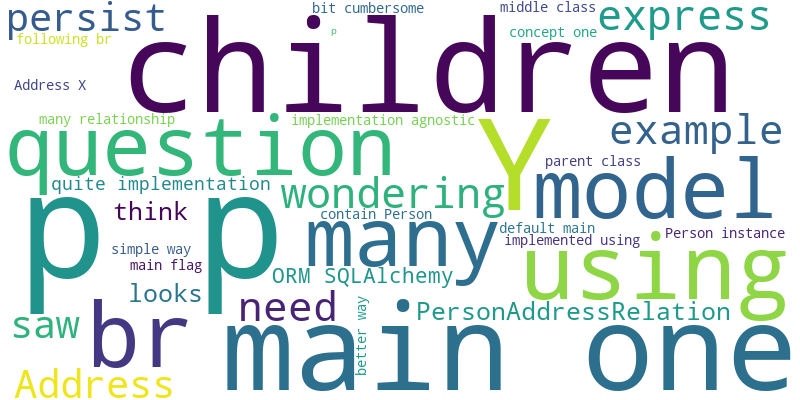 persist
bit cumbersome
middle class
express
following br
p
concept one
children
Address X
many relationship
implementation agnostic
question
Y
example
quite implementation
wondering
parent class
model
p p
think
contain Person
many
default main
Person instance
simple way
implemented using
main flag
ORM SQLAlchemy
using
looks
need
better way
PersonAddressRelation
saw
br
main one
Address